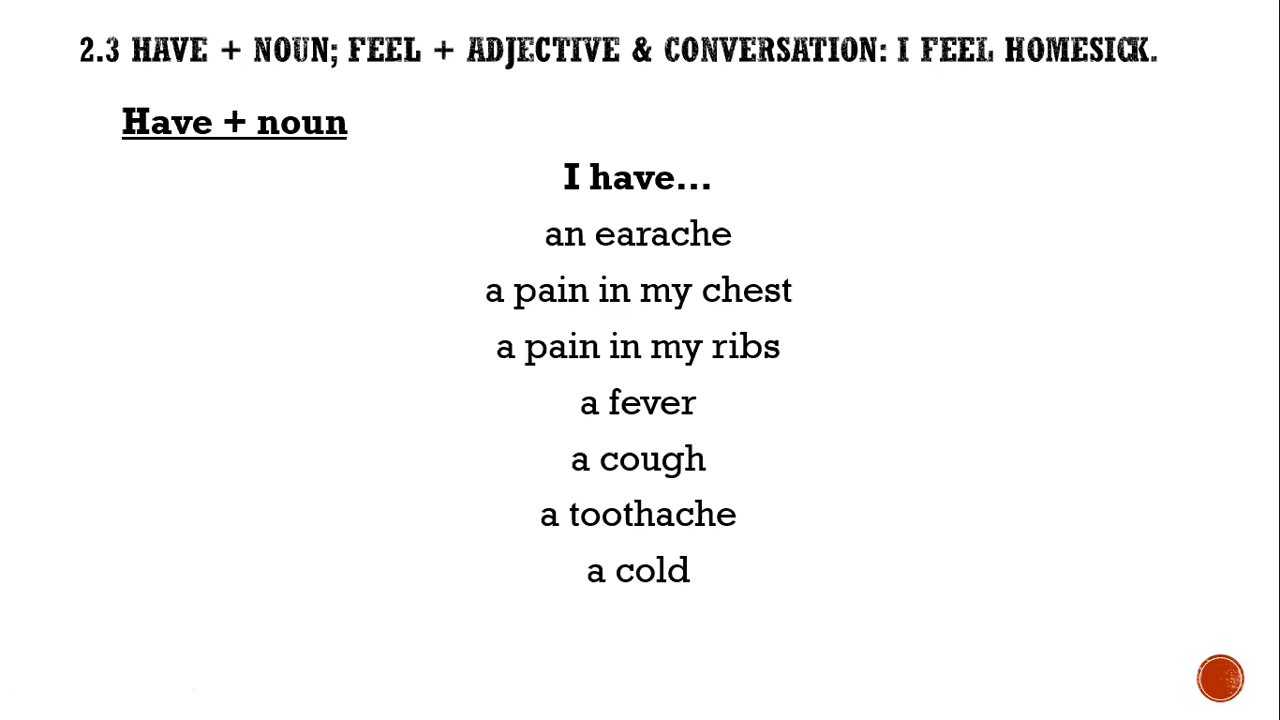 2.3 HAVE + NOUN; FEEL + ADJECTIVE & CONVERSATION: I FEEL HOMESICK.
Have + noun
I have...
an earache
a pain in my chest
a pain in my ribs
a fever
a cough
a toothache
a cold